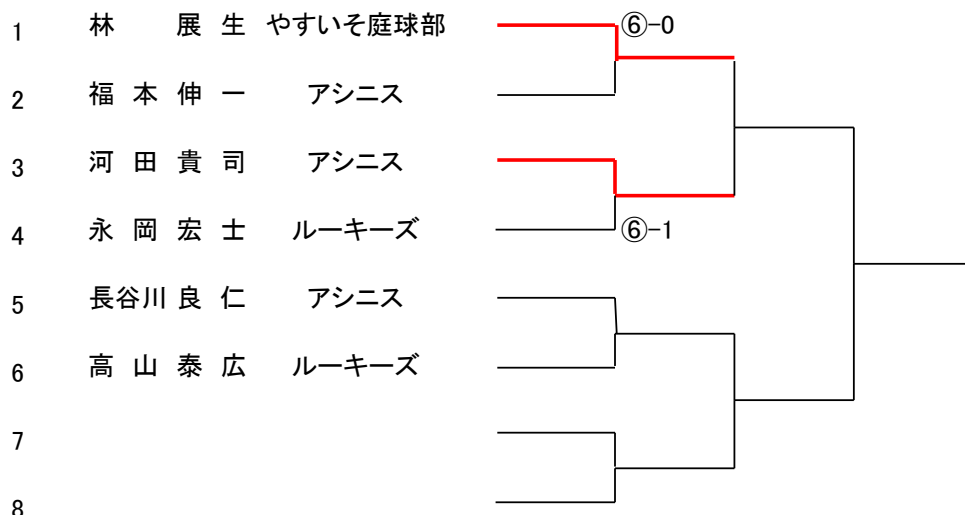 1 林 展 生 やすいそ庭球部 ⑥-0
2 福 本 伸 一 アシニス
3 河 田 貴 司 アシニス
4 永 岡 宏 士 ルーキーズ ⑥-1
5 長谷川 良 仁 アシニス
6 高 山 泰 広 ルーキーズ
7
8